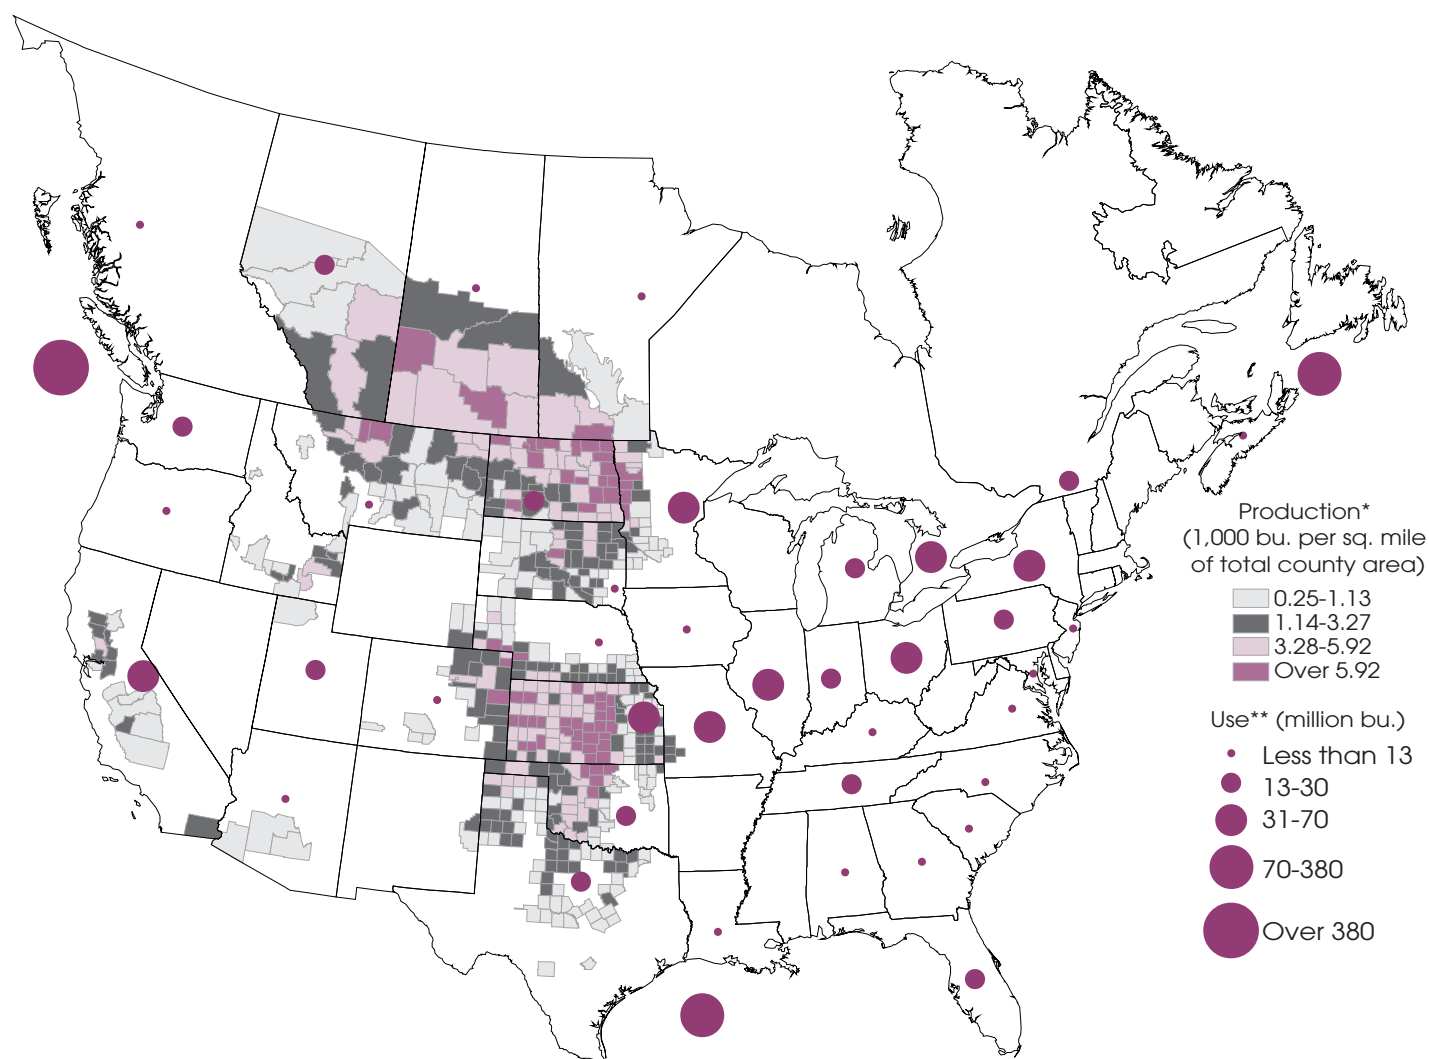 Production*
(1,000 bu. per sq. mile
of total county area)
0.25-1.13
1.14-3.27
3.28-5.92
Over 5.92
Use** (million bu.)
Less than 13
13-30
31-70
70-380
Over 380